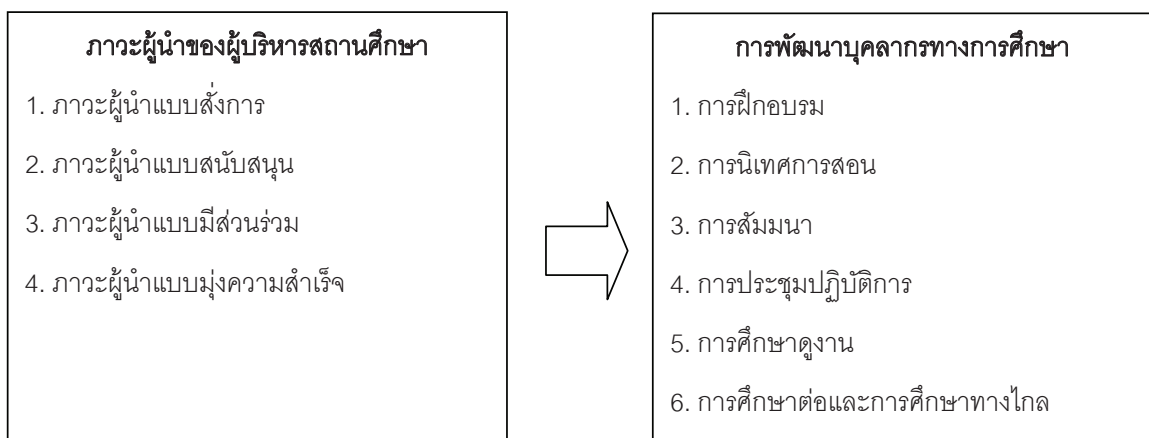 ภาวะผู้นำของผู้บริหารสถานศึกษา
1. ภาวะผู้นำแบบสั่งการ
2. ภาวะผู้นำแบบสนับสนุน
3. ภาวะผู้นำแบบมีส่วนร่วม
4. ภาวะผู้นำแบบมุ่งความสำเร็จ
การพัฒนาบุคลากรทางการศึกษา
1. การฝึกอบรม
2. การนิเทศการสอน
3. การสัมมนา
4. การประชุมปฏิบัติการ
5. การศึกษาดูงาน
6. การศึกษาต่อและการศึกษาทางไกล